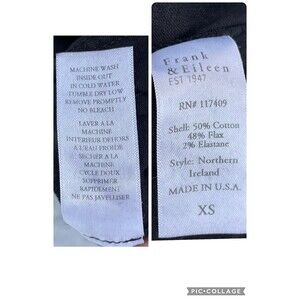 MACHINE WASH
INSIDE OUT
IN COLD WATER
TUMBLE DRY LOW
REMOVE PROMPTLY
NO BLEACH
LAVER A LA
MACHINE
INTERIEUR DEHORS
A L'EAU FROIDE
SECHER A LA
MACHINE
CYCLE DOUX
SUPPRIMER
RAPIDEMENT
NE PAS JAVELLISER
Frank
& Eileen
EST 1947
RN# 117409
Shell: 50% Cotton
48% Flax
2% Elastane
Style: Northern
Ireland
MADE IN U.S.A.
XS
PIC•COLLAGE